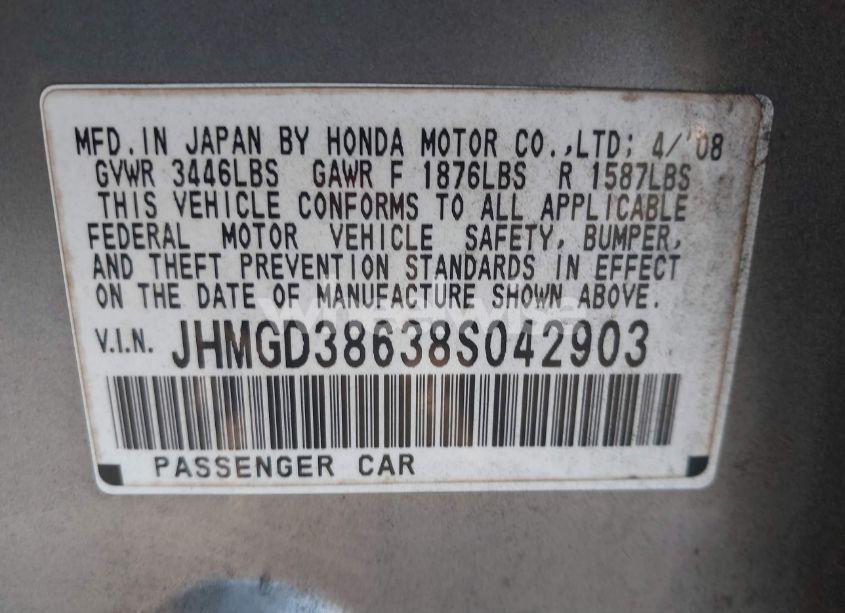 MFD. IN JAPAN BY HONDA MOTOR CO.,LTD; 4/'08
GVWR 3446LBS GAWR F 1876LBS R 1587LBS
THIS VEHICLE CONFORMS TO ALL APPLICABLE
FEDERAL MOTOR VEHICLE SAFETY, BUMPER,
AND THEFT PREVENTION STANDARDS IN EFFECT
ON THE DATE OF MANUFACTURE SHOWN ABOVE.
V.I.N. JHMGD38638S042903
PASSENGER CAR